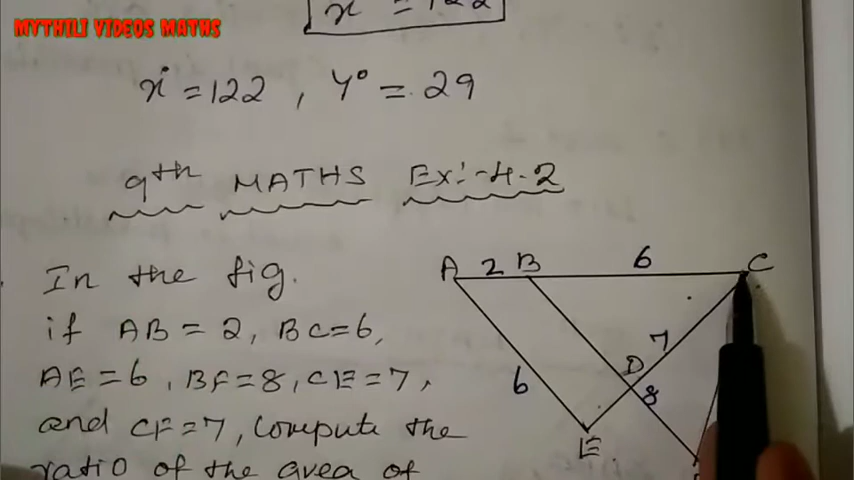 MYTHILI VIDEOS MATHS
x = 122
x° = 122 , Y° = 29
9th MATHS Ex:-4.2
In the fig.
if AB = 2, BC = 6,
AE = 6, BF = 8, CE = 7,
and CF = 7, compute the
ratio of the area of
A 2 B 6 C
7
D
6 8
E